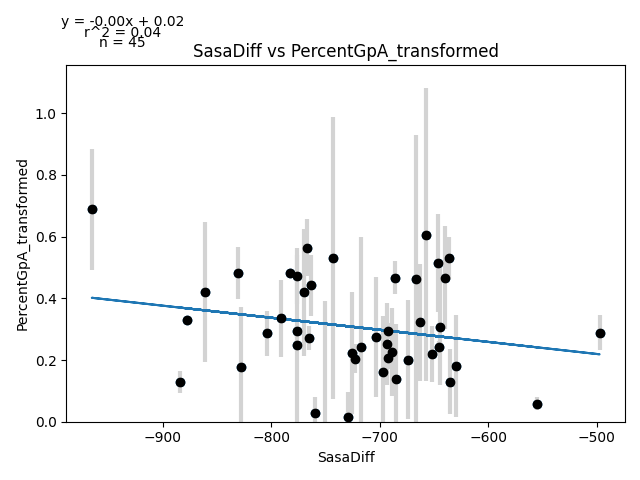 y = -0.00x + 0.02
r^2 = 0.04
n = 45
SasaDiff vs PercentGpA_transformed
1.0
0.8
0.6
0.4
0.2
0.0
PercentGpA_transformed
−900
−800
−700
−600
−500
SasaDiff